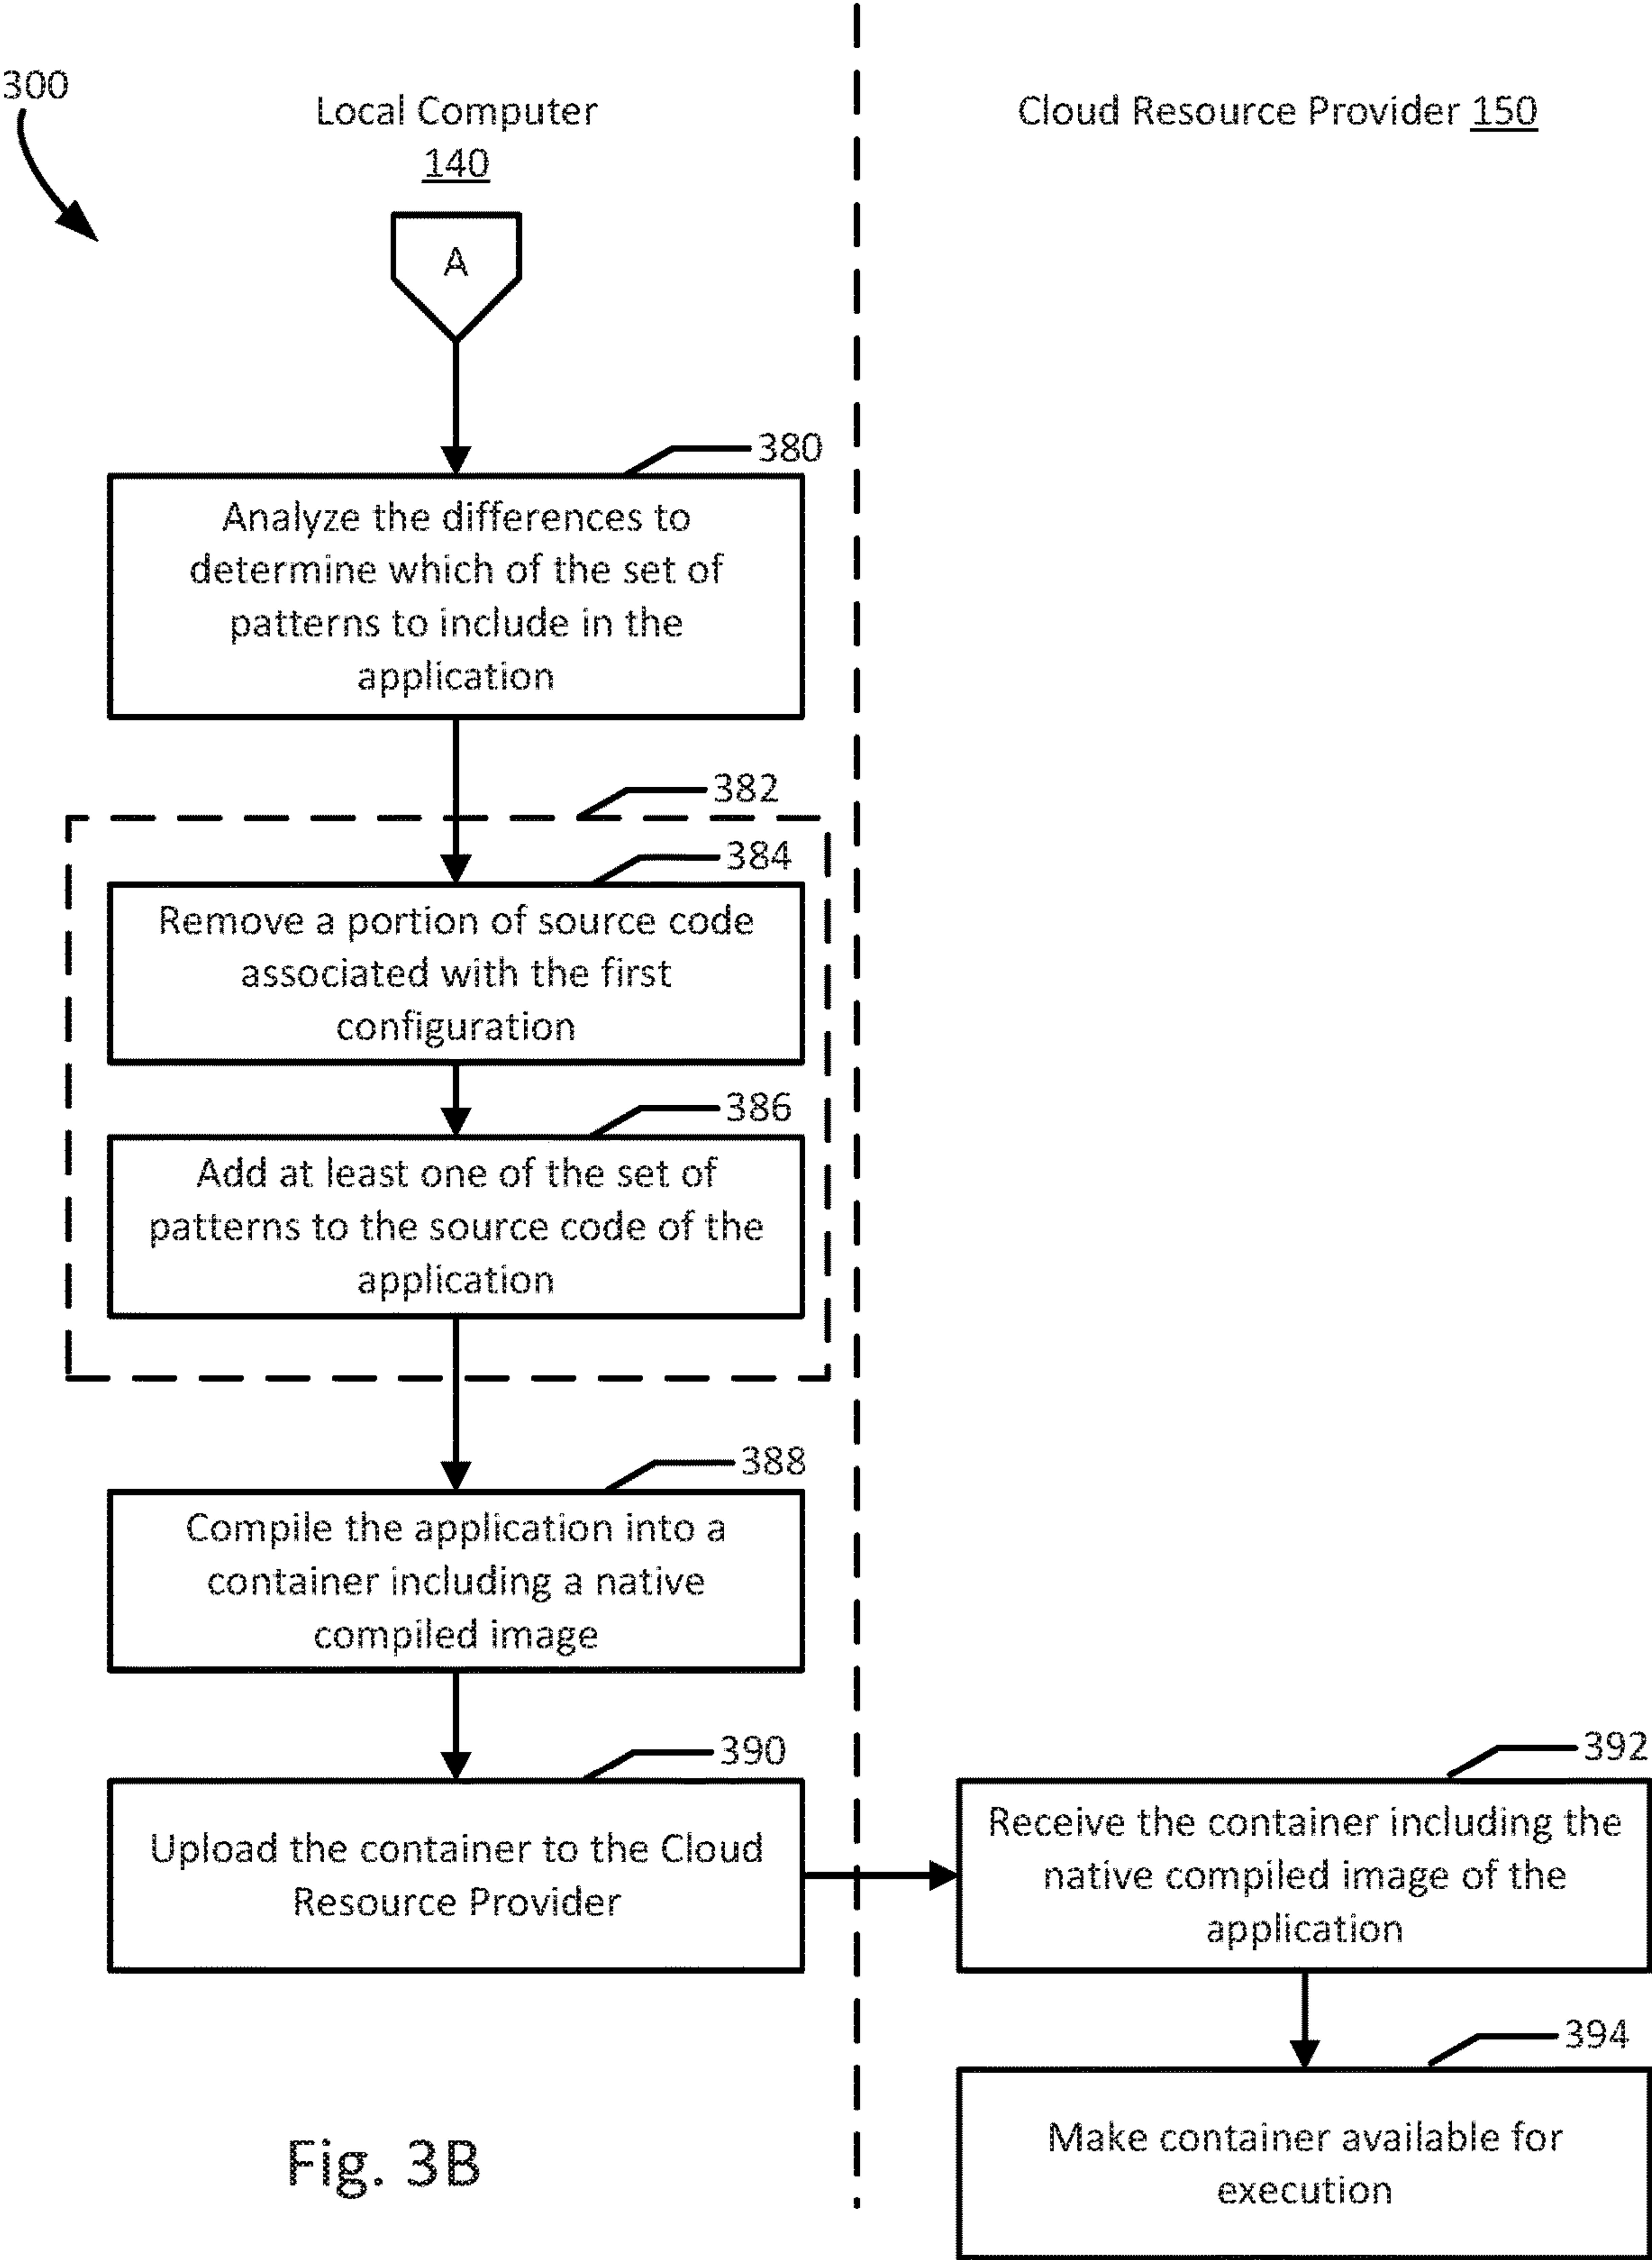 300
Local Computer
140
Cloud Resource Provider 150
A
380
Analyze the differences to
determine which of the set of
patterns to include in the
application
382
384
Remove a portion of source code
associated with the first
configuration
386
Add at least one of the set of
patterns to the source code of the
application
388
Compile the application into a
container including a native
compiled image
390
Upload the container to the Cloud
Resource Provider
392
Receive the container including the
native compiled image of the
application
394
Make container available for
execution
Fig. 3B